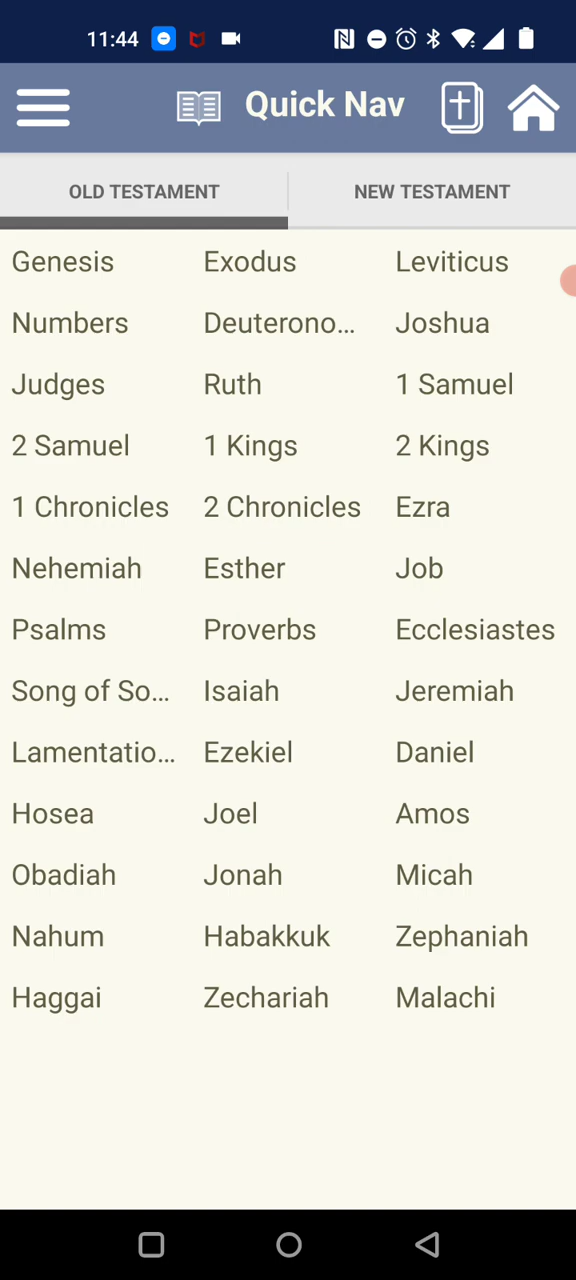 11:44
Quick Nav
OLD TESTAMENT NEW TESTAMENT
Genesis Exodus Leviticus
Numbers Deuterono... Joshua
Judges Ruth 1 Samuel
2 Samuel 1 Kings 2 Kings
1 Chronicles 2 Chronicles Ezra
Nehemiah Esther Job
Psalms Proverbs Ecclesiastes
Song of So... Isaiah Jeremiah
Lamentatio... Ezekiel Daniel
Hosea Joel Amos
Obadiah Jonah Micah
Nahum Habakkuk Zephaniah
Haggai Zechariah Malachi